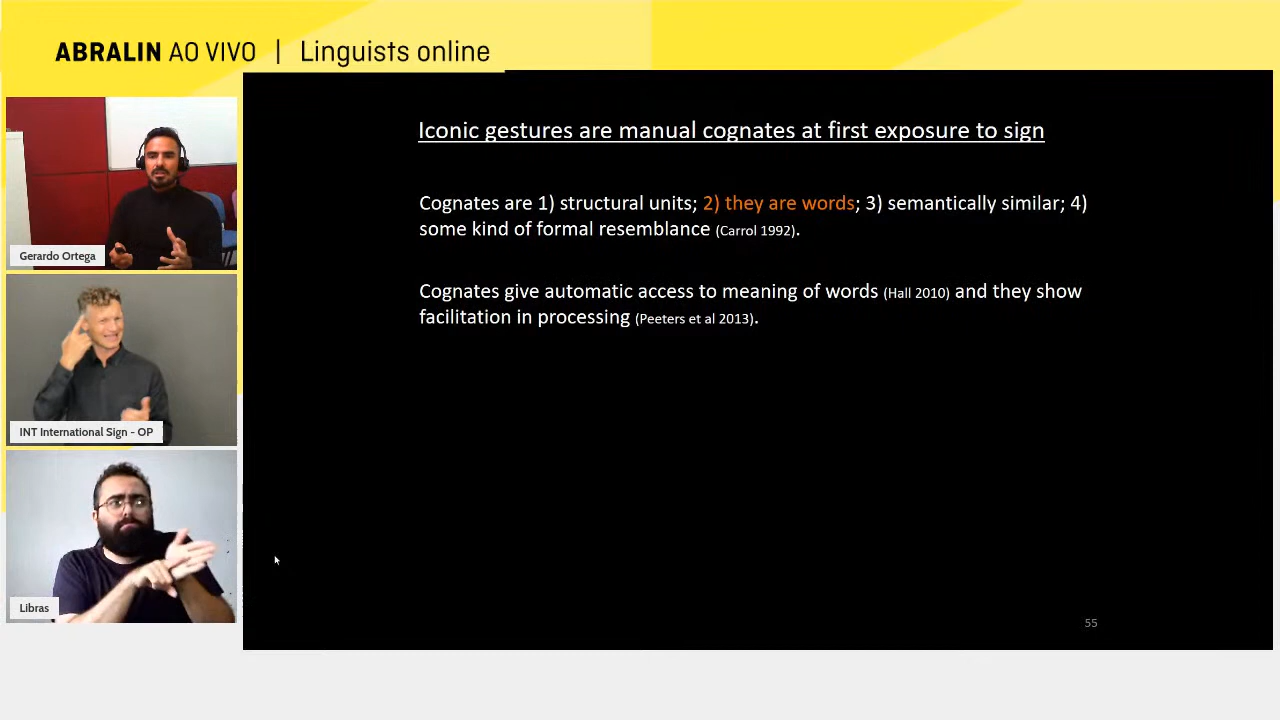 ABRALIN AO VIVO | Linguists online
Iconic gestures are manual cognates at first exposure to sign
Cognates are 1) structural units; 2) they are words; 3) semantically similar; 4)
some kind of formal resemblance (Carrol 1992).
Cognates give automatic access to meaning of words (Hall 2010) and they show
facilitation in processing (Peeters et al 2013).
Gerardo Ortega
INT International Sign - OP
Libras
55